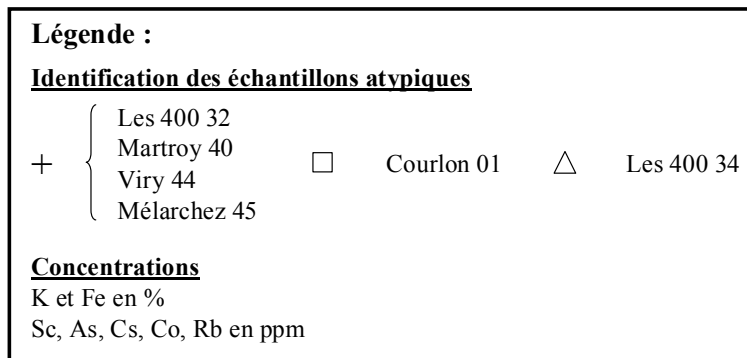 Légende :
Identification des échantillons atypiques
Les 400 32
Martroy 40
+ Viry 44 □ Courlon 01 △ Les 400 34
Mélarchez 45
Concentrations
K et Fe en %
Sc, As, Cs, Co, Rb en ppm